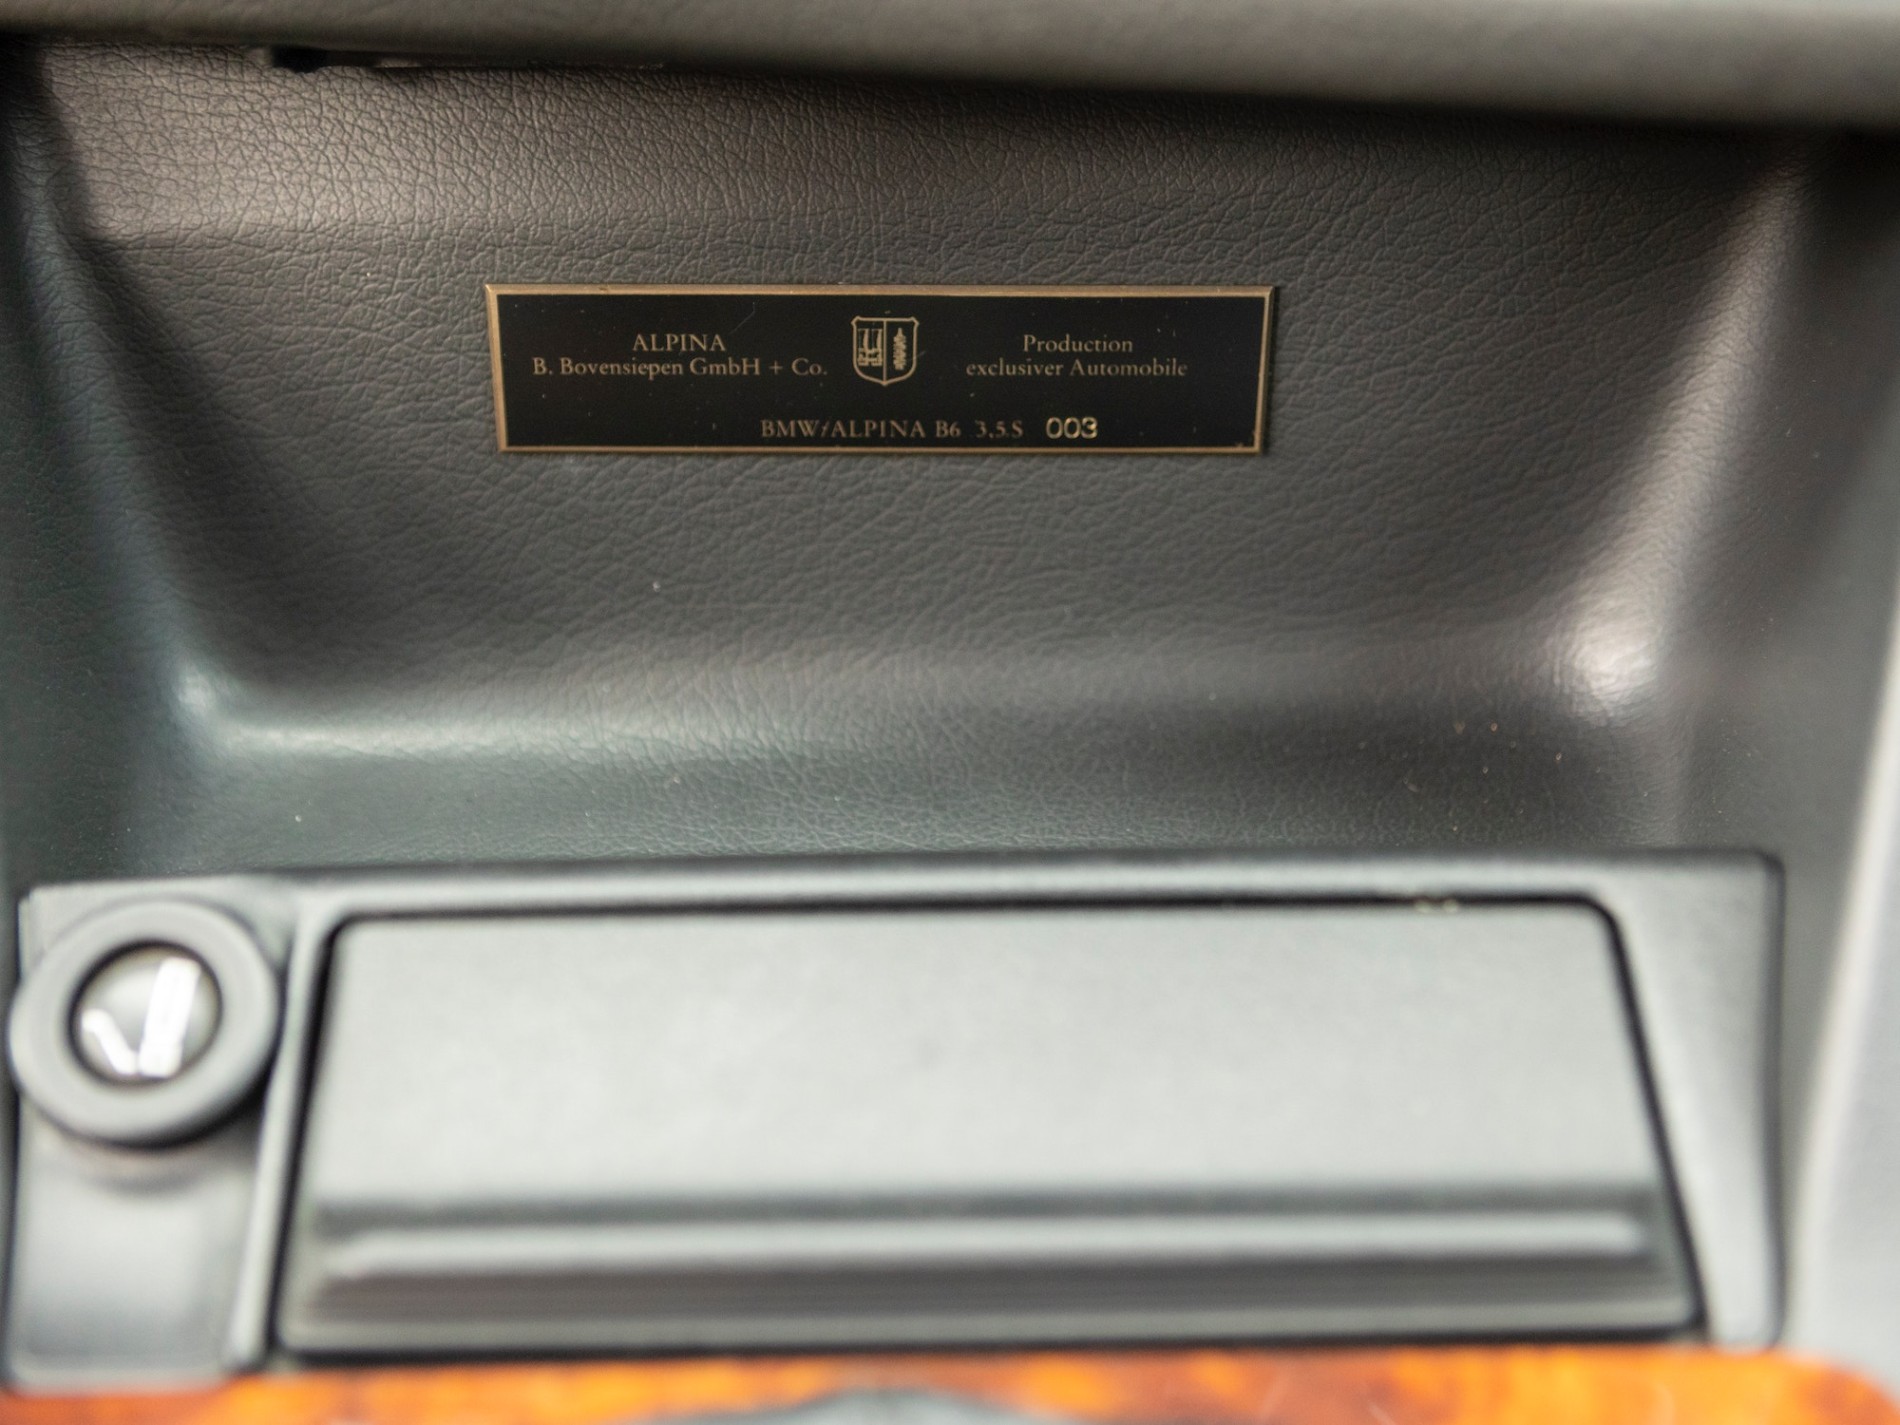 ALPINA
B. Bovensiepen GmbH + Co.
Production
exclusiver Automobile
BMW/ALPINA B6 3,5 S 003